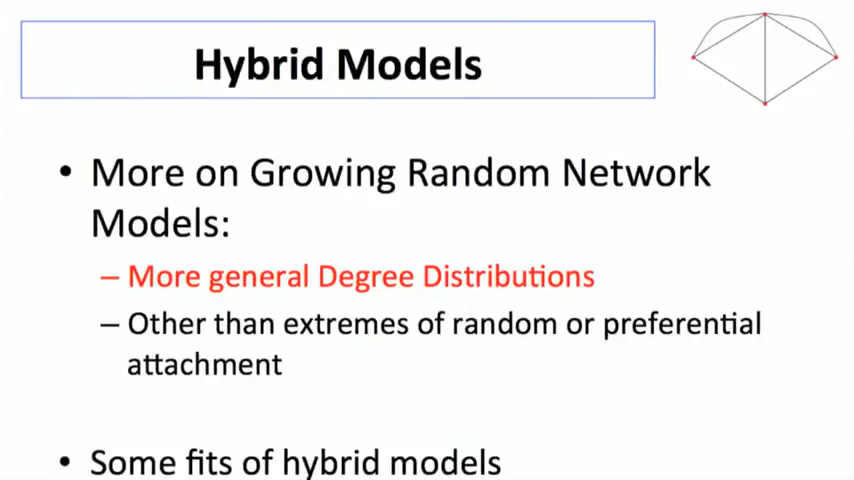 Hybrid Models
• More on Growing Random Network
Models:
– More general Degree Distributions
– Other than extremes of random or preferential
attachment
• Some fits of hybrid models